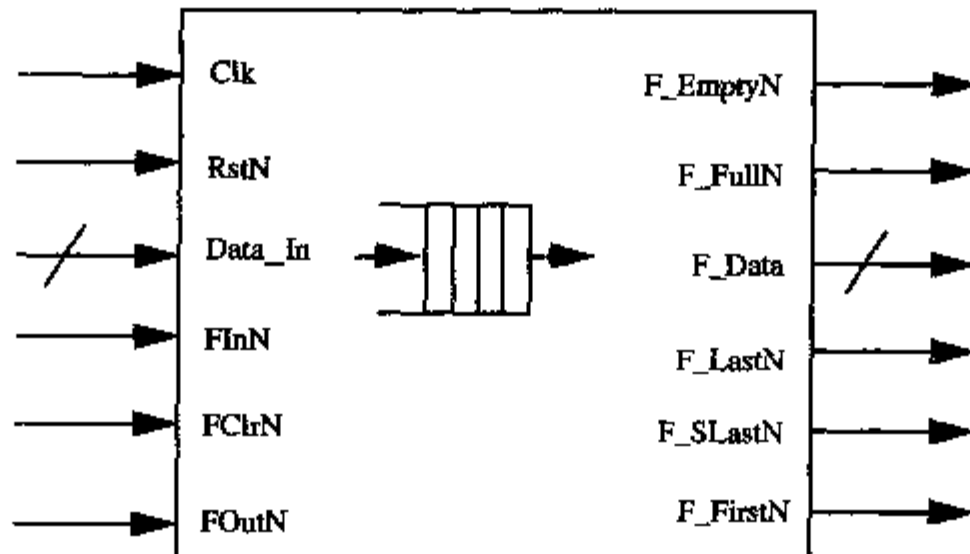 Clk
RstN
Data_In
FInN
FClrN
FOutN
F_EmptyN
F_FullN
F_Data
F_LastN
F_SLastN
F_FirstN